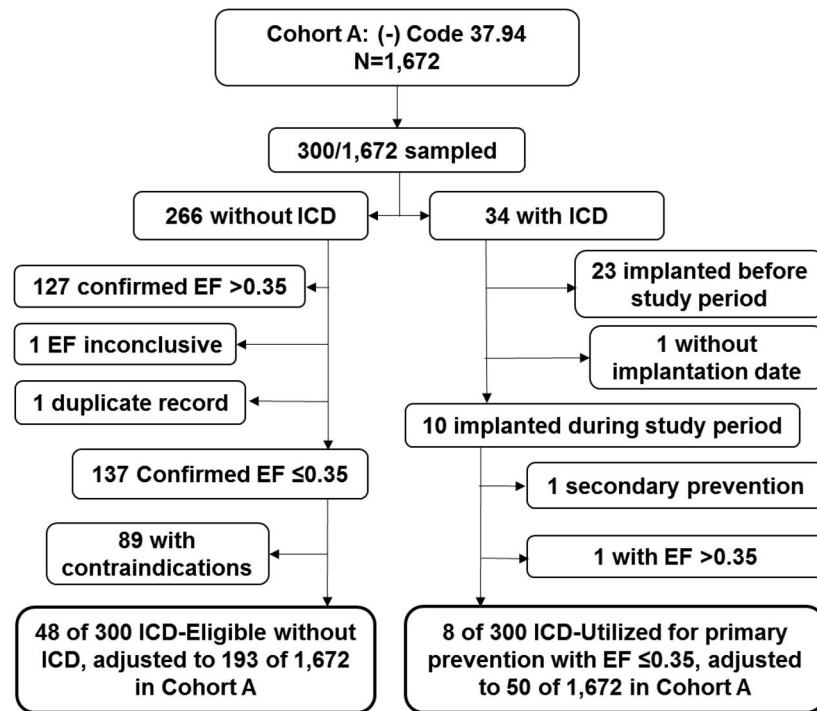 Cohort A: (-) Code 37.94
N=1,672
300/1,672 sampled
266 without ICD
34 with ICD
127 confirmed EF >0.35
1 EF inconclusive
1 duplicate record
137 Confirmed EF ≤0.35
89 with
contraindications
48 of 300 ICD-Eligible without
ICD, adjusted to 193 of 1,672
in Cohort A
23 implanted before
study period
1 without
implantation date
10 implanted during study period
1 secondary prevention
1 with EF >0.35
8 of 300 ICD-Utilized for primary
prevention with EF ≤0.35, adjusted
to 50 of 1,672 in Cohort A